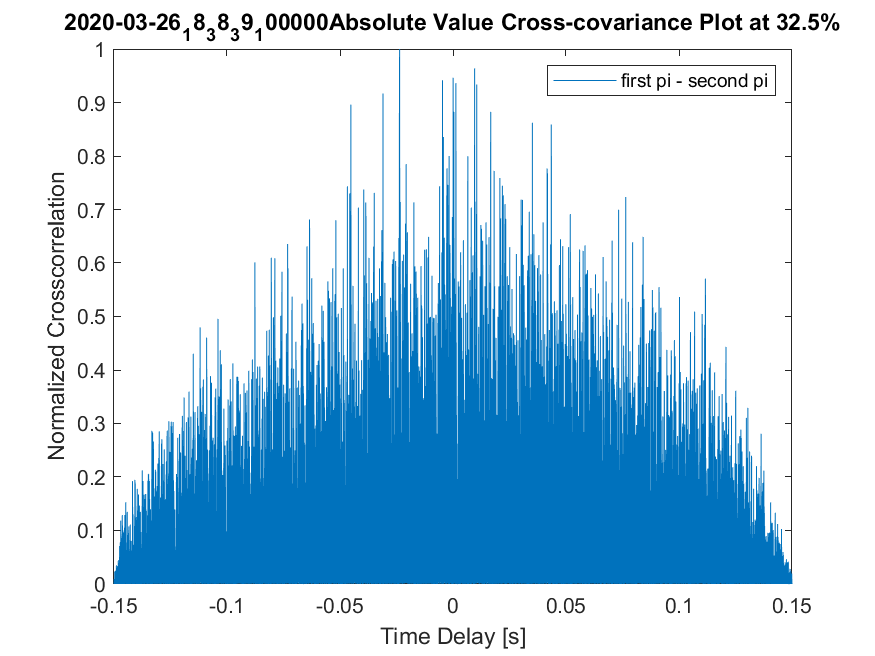 2020-03-26₁8₃8₃9₁00000Absolute Value Cross-covariance Plot at 32.5%
first pi - second pi
1
0.9
0.8
0.7
0.6
0.5
0.4
0.3
0.2
0.1
0
Normalized Crosscorrelation
-0.15 -0.1 -0.05 0 0.05 0.1 0.15
Time Delay [s]